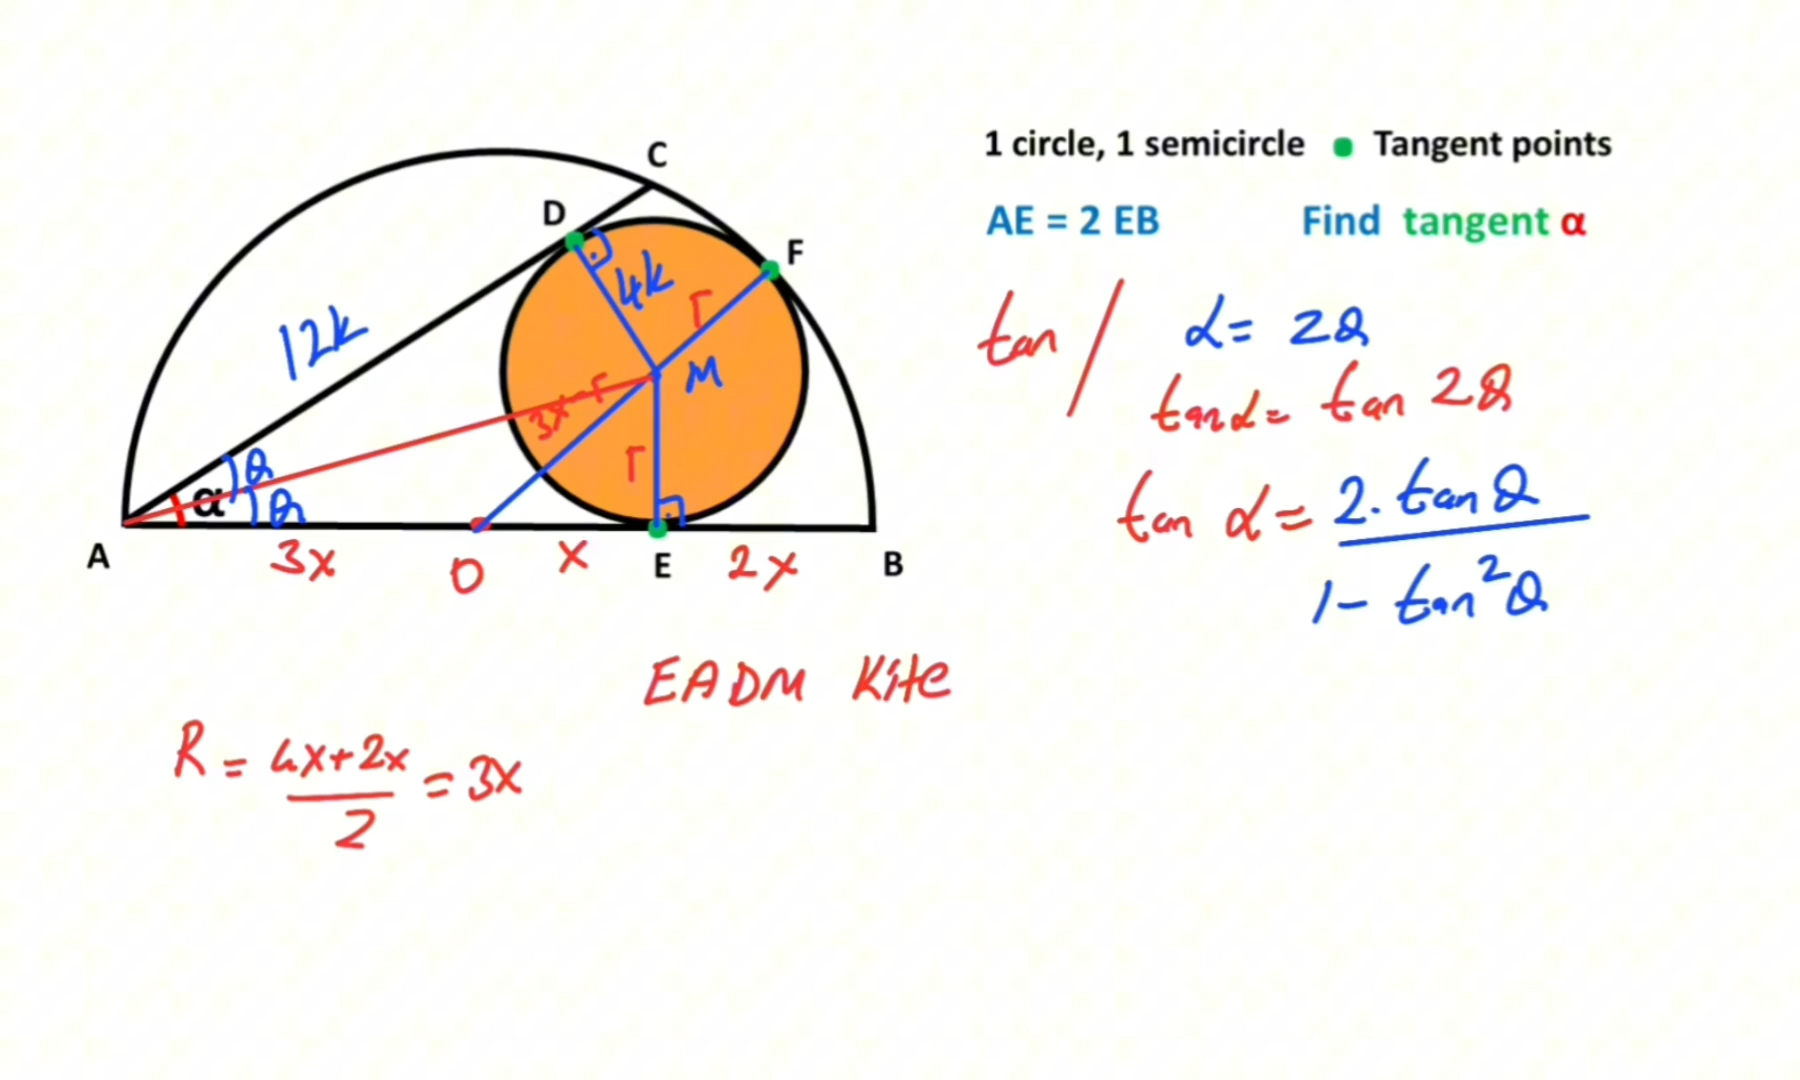 1 circle, 1 semicircle Tangent points
AE = 2 EB Find tangent α
C
D
F
4k
r
12k
M
3x-r
r
α
θ
θ
A
3x
O
x
E
2x
B
tan
α = 2θ
tan α = tan 2θ
tan α = 2. tan θ
1 - tan²θ
EADM Kite
R = 4x+2x = 3x
2